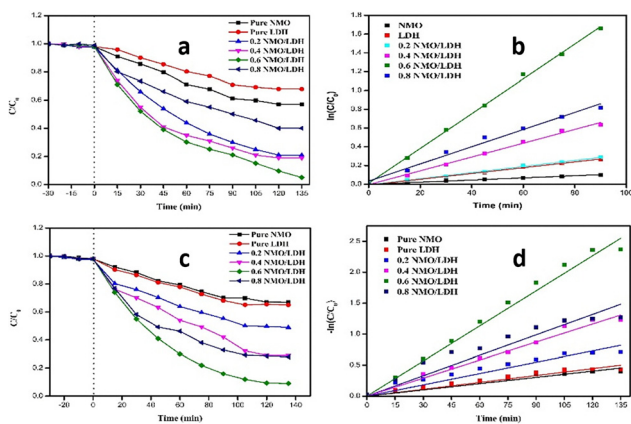 a
Pure NMO
Pure LDH
0.2 NMO/LDH
0.4 NMO/LDH
0.6 NMO/LDH
0.8 NMO/LDH
C/C₀
1.0
0.8
0.6
0.4
0.2
0.0
-30 -15 0 15 30 45 60 75 90 105 120 135
Time (min)
b
NMO
LDH
0.2 NMO/LDH
0.4 NMO/LDH
0.6 NMO/LDH
0.8 NMO/LDH
ln(C/C₀)
1.6
1.2
0.8
0.4
0.0
0 20 40 60 80 100
Time (min)
c
Pure NMO
Pure LDH
0.2 NMO/LDH
0.4 NMO/LDH
0.6 NMO/LDH
0.8 NMO/LDH
1.0
0.8
0.6
0.4
0.2
0.0
-20 0 20 40 60 80 100 120 140
Time (min)
d
Pure NMO
Pure LDH
0.2 NMO/LDH
0.4 NMO/LDH
0.6 NMO/LDH
0.8 NMO/LDH
-ln(C/C₀)
-2.5
2.0
1.5
1.0
0.5
0.0
0 15 30 45 60 75 90 105 120 135
Time (min)